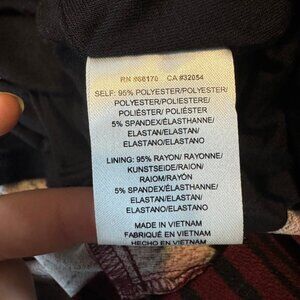 RN #66170 CA #32054
SELF: 95% POLYESTER/POLYESTER/
POLYESTER/POLIESTERE/
POLIÉSTER/ POLIÉSTER
5% SPANDEX/ÉLASTHANNE/
ELASTAN/ELASTAN/
ELASTANO/ELASTANO
LINING: 95% RAYON/ RAYONNE/
KUNSTSEIDE/RAION/
RAIOM/RAYÓN
5% SPANDEX/ÉLASTHANNE/
ELASTAN/ELASTAN/
ELASTANO/ELASTANO
MADE IN VIETNAM
FABRIQUÉ EN VIETNAM
HECHO EN VIETNAM